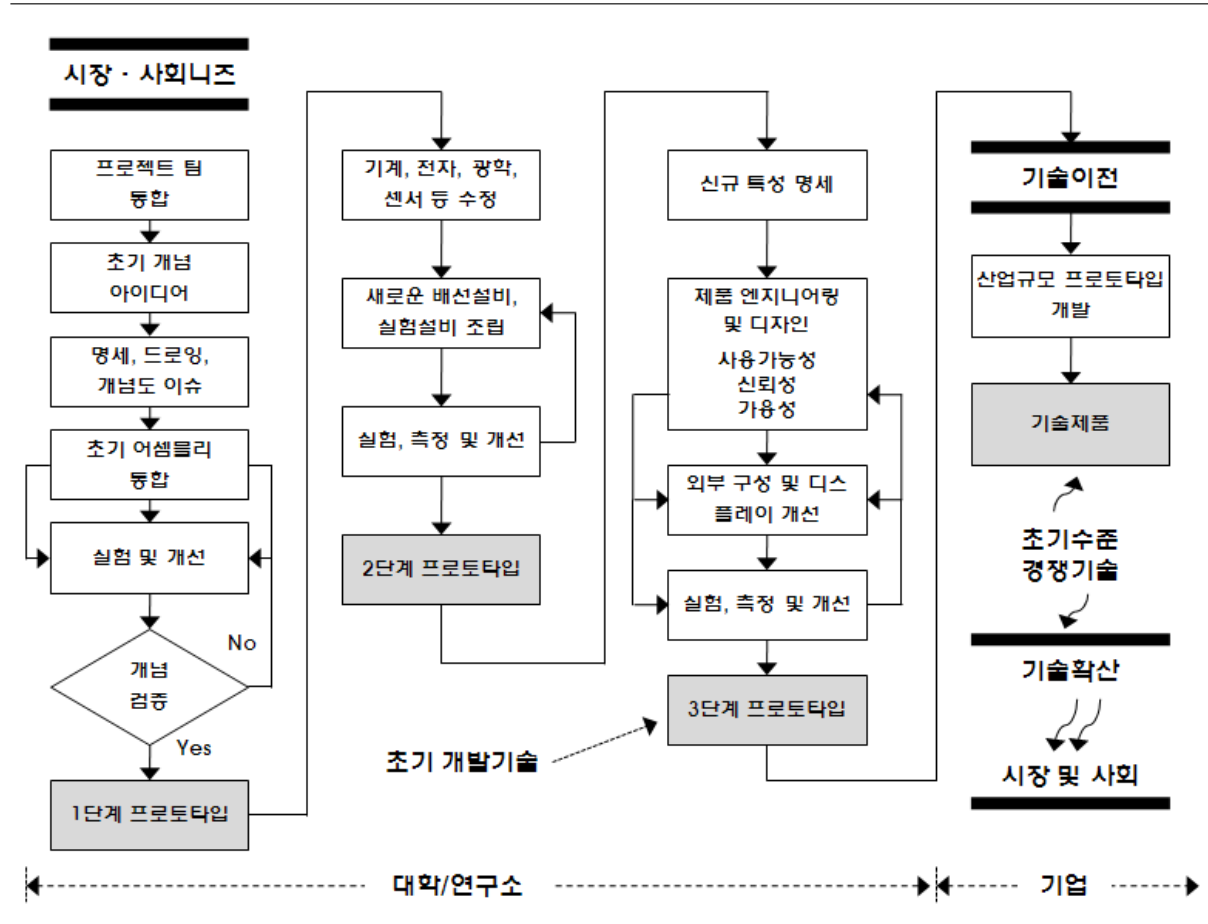 시장 · 사회니즈
프로젝트 팀
통합
초기 개념
아이디어
명세, 드로잉,
개념도 이슈
초기 어셈블리
통합
실험 및 개선
개념
검증
No
Yes
1단계 프로토타입
기계, 전자, 광학,
센서 등 수정
새로운 배선설비,
실험설비 조립
실험, 측정 및 개선
2단계 프로토타입
신규 특성 명세
제품 엔지니어링
및 디자인
사용가능성
신뢰성
가용성
외부 구성 및 디스
플레이 개선
실험, 측정 및 개선
3단계 프로토타입
초기 개발기술
기술이전
산업규모 프로토타입
개발
기술제품
초기수준
경쟁기술
기술확산
시장 및 사회
대학/연구소
기업